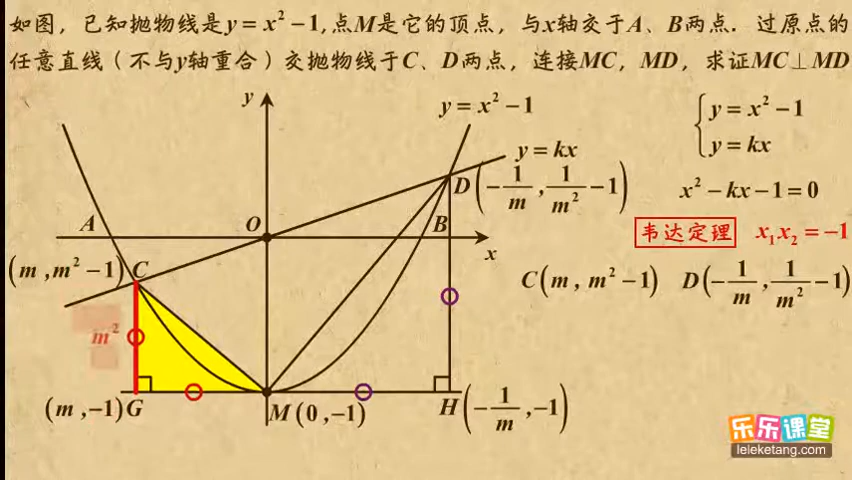 如图，已知抛物线是y = x² − 1,点M是它的顶点，与x轴交于A、B两点．过原点的
任意直线（不与y轴重合）交抛物线于C、D两点，连接MC，MD，求证MC⊥MD
y
y = x² − 1
{ y = x² − 1
y = kx
y = kx
D(−1/m , 1/m² − 1)
x² − kx − 1 = 0
A
O
B
韦达定理 x₁x₂ = −1
x
(m ,m² − 1) C
C(m , m² − 1) D(−1/m , 1/m² − 1)
m²
(m ,−1)G
M(0 ,−1)
H(−1/m ,−1)
乐乐课堂
leleketang.com